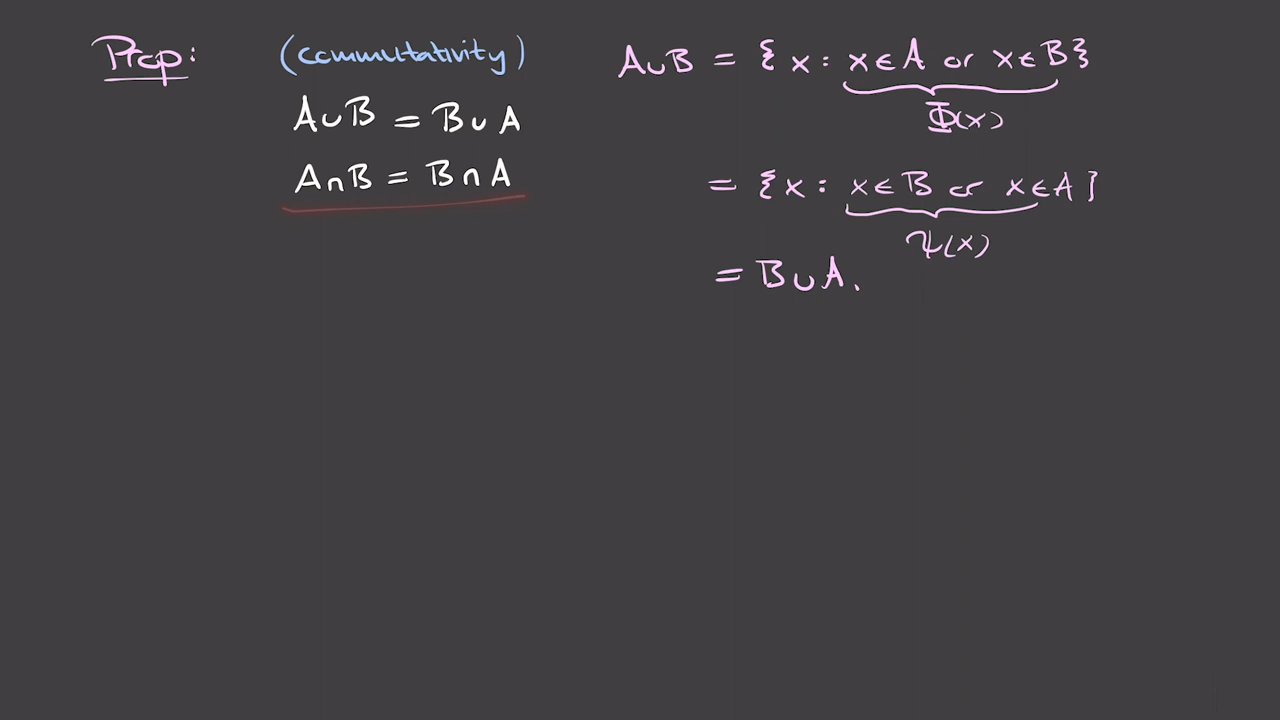 Prop:
(commutativity)
A∪B = B∪A
A∩B = B∩A
A∪B = {x : x∈A or x∈B}
Φ(x)
= {x : x∈B or x∈A}
Ψ(x)
= B∪A.